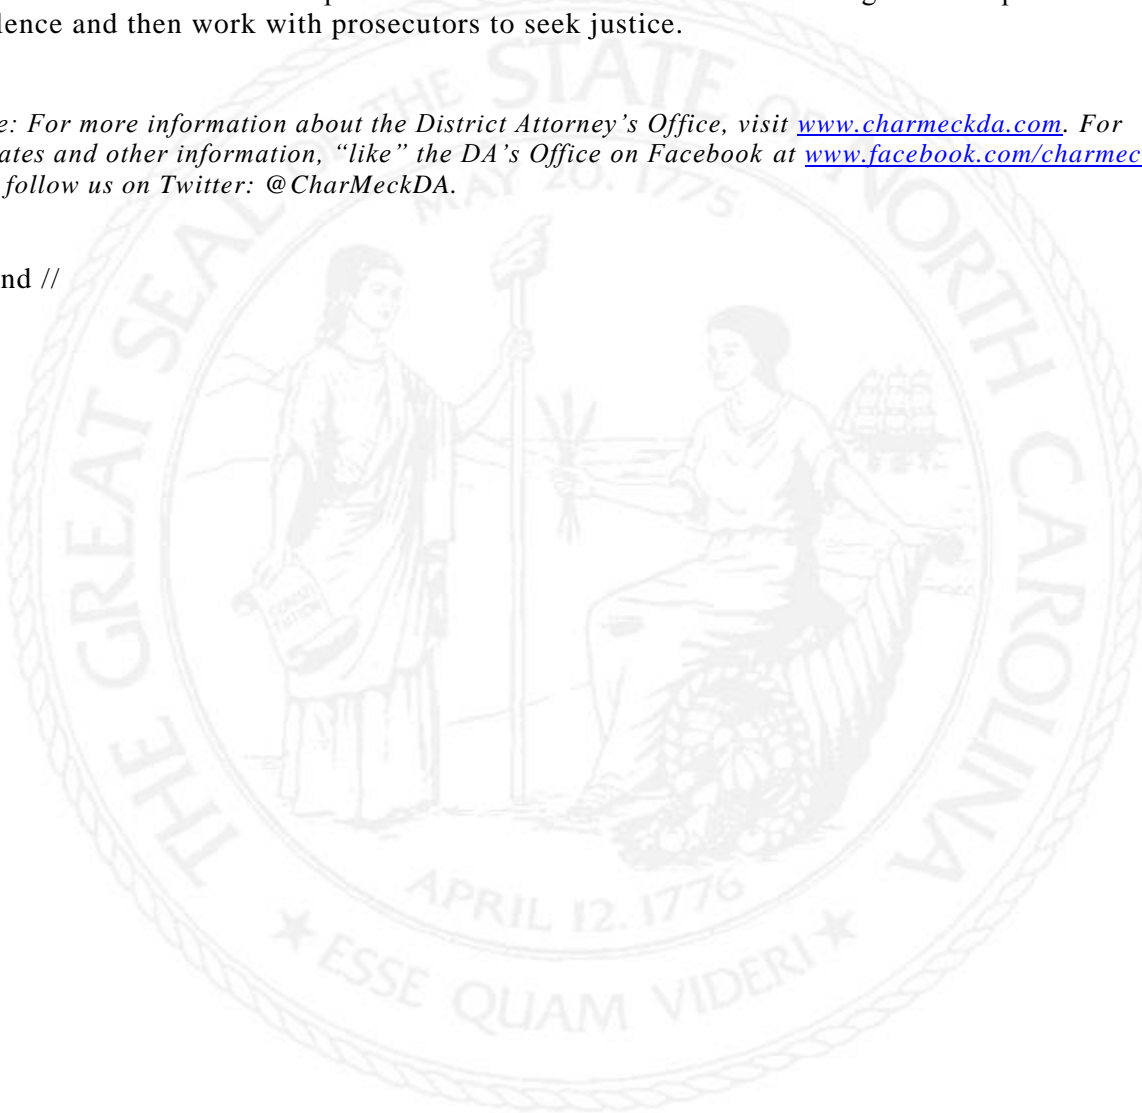 lence and then work with prosecutors to seek justice.
e: For more information about the District Attorney’s Office, visit www.charmeckda.com. For
ates and other information, “like” the DA’s Office on Facebook at www.facebook.com/charmec
follow us on Twitter: @CharMeckDA.
nd //
THE GREAT SEAL OF THE STATE OF NORTH CAROLINA
MAY 20, 1775
APRIL 12, 1776
★ ESSE QUAM VIDERI ★